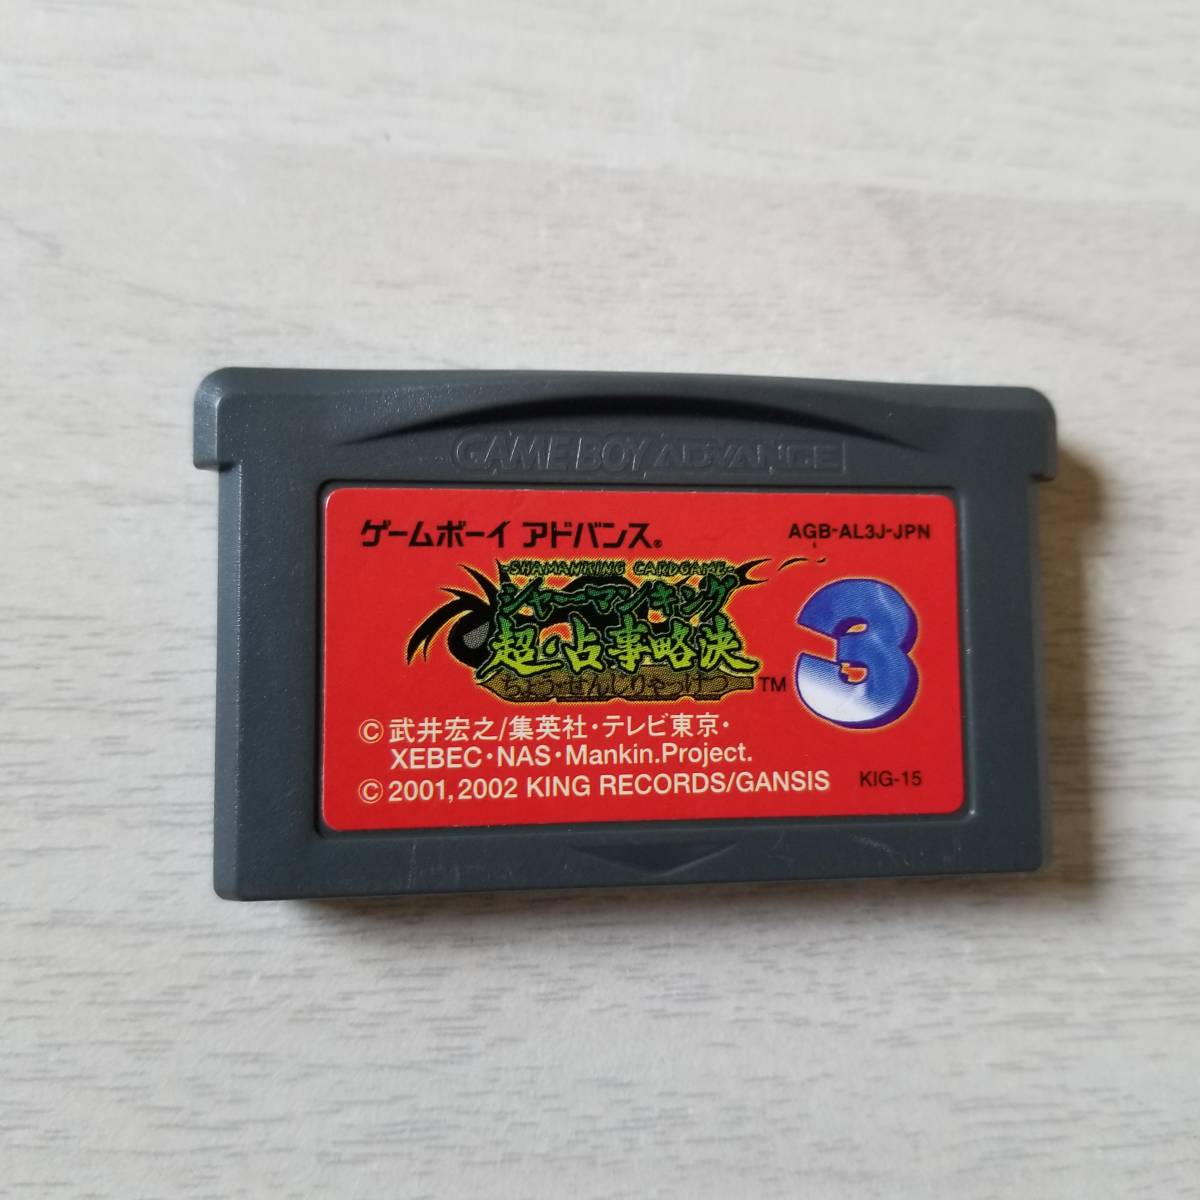 GAME BOY ADVANCE
ゲームボーイ アドバンス®
AGB-AL3J-JPN
-SHAMANKING CARDGAME-
シャーマンキング
超・占事略決
ちょう・せんじりゃっけつ
TM
3
© 武井宏之/集英社・テレビ東京・
XEBEC・NAS・Mankin.Project.
© 2001, 2002 KING RECORDS/GANSIS
KIG-15